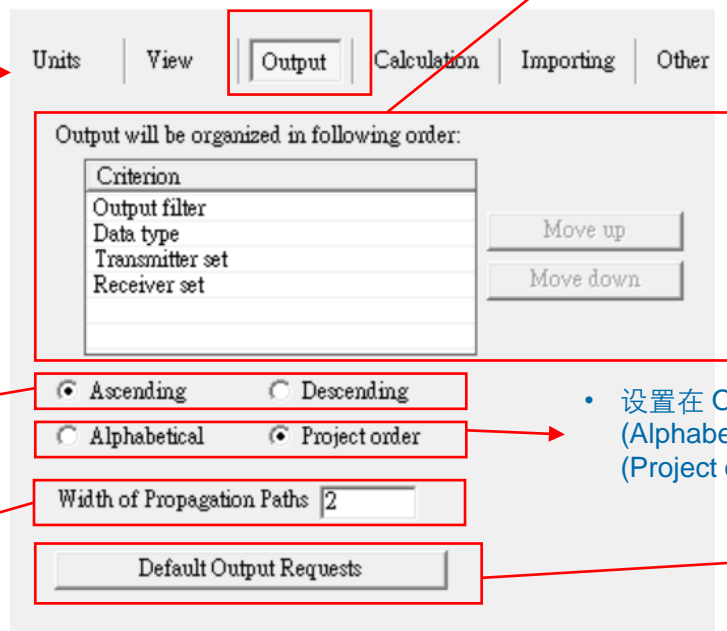 Units View Output Calculation Importing Other
Output will be organized in following order:
Criterion
Output filter
Data type
Transmitter set
Receiver set
Move up
Move down
Ascending Descending
Alphabetical Project order
Width of Propagation Paths 2
Default Output Requests
• 设置在
(Alphabe
(Project